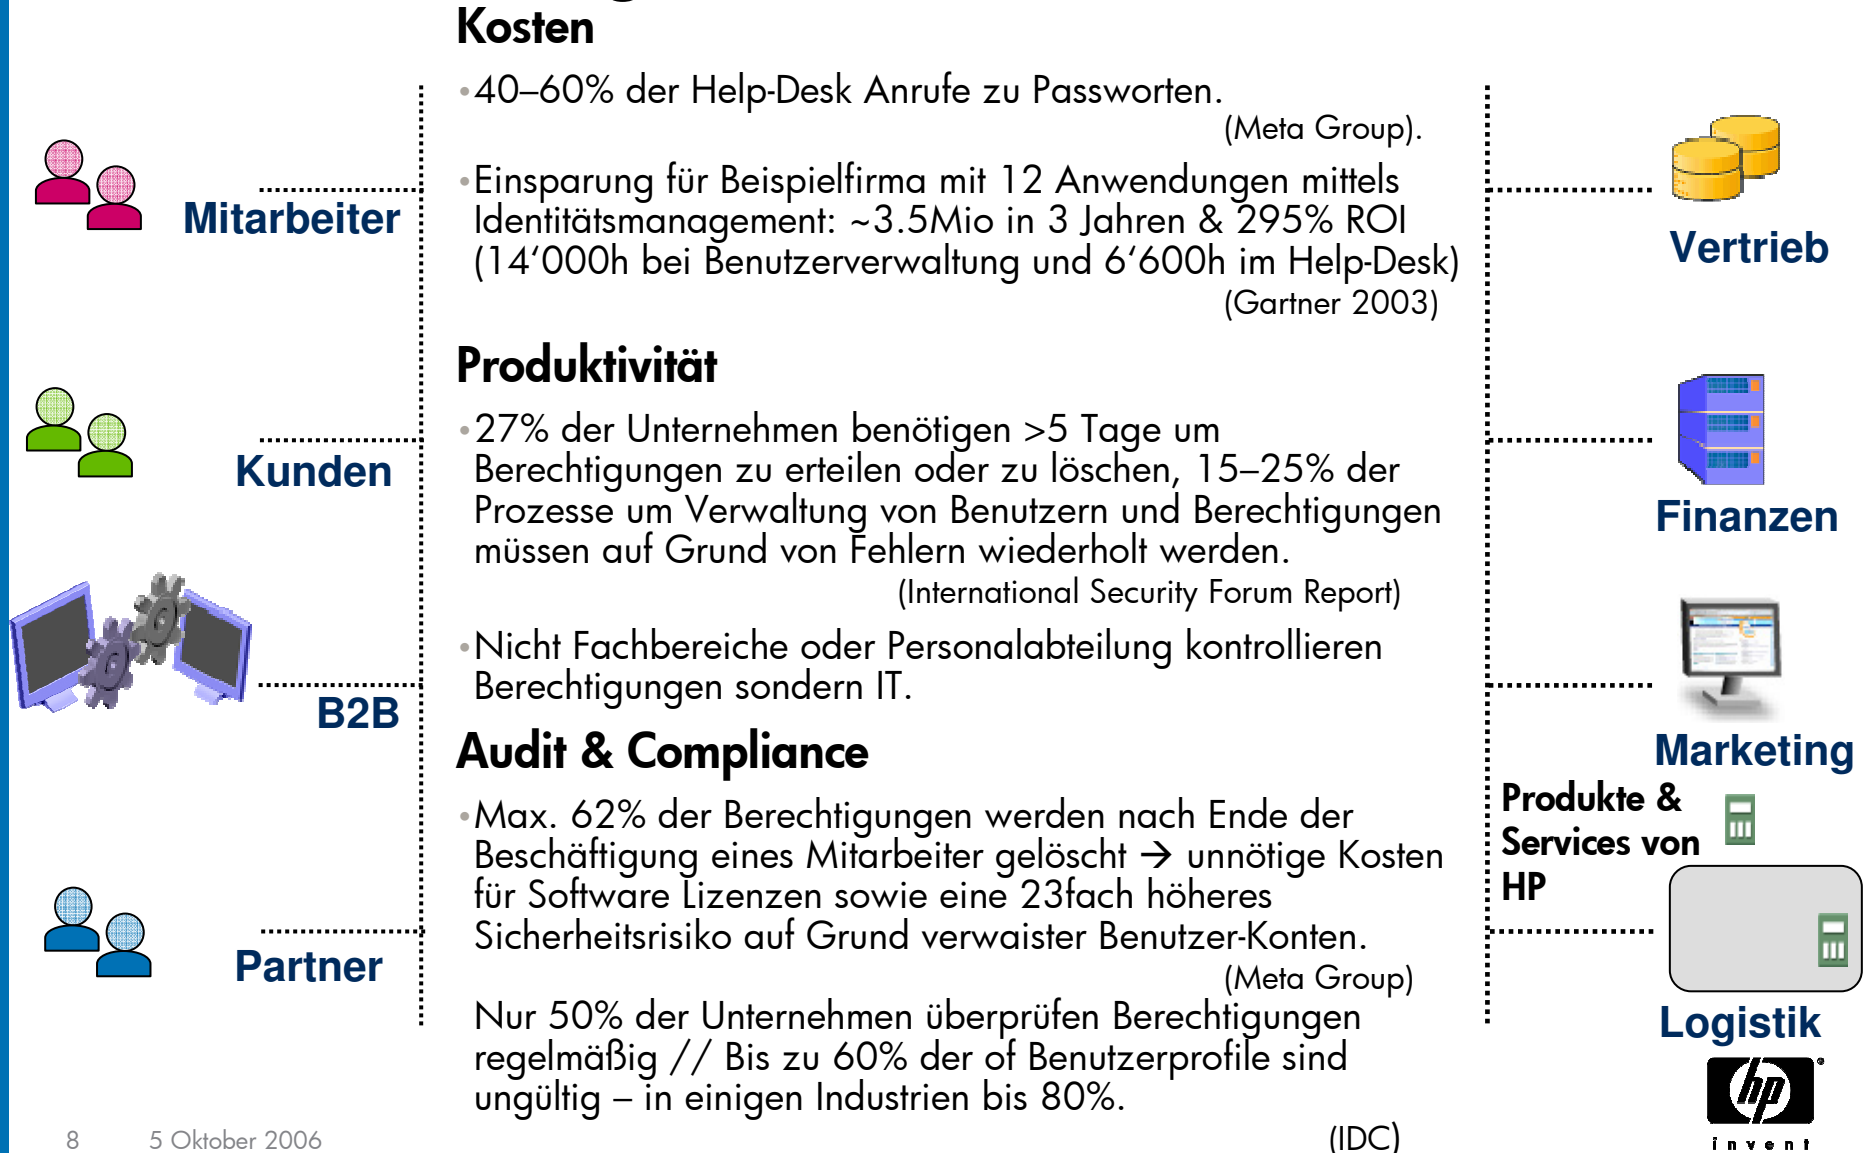 Kosten
•40–60% der Help-Desk Anrufe zu Passworten.
(Meta Group).
•Einsparung für Beispielfirma mit 12 Anwendungen mittels
Identitätsmanagement: ~3.5Mio in 3 Jahren & 295% ROI
(14‘000h bei Benutzerverwaltung und 6‘600h im Help-Desk)
(Gartner 2003)
Produktivität
•27% der Unternehmen benötigen >5 Tage um
Berechtigungen zu erteilen oder zu löschen, 15–25% der
Prozesse um Verwaltung von Benutzern und Berechtigungen
müssen auf Grund von Fehlern wiederholt werden.
(International Security Forum Report)
•Nicht Fachbereiche oder Personalabteilung kontrollieren
Berechtigungen sondern IT.
Audit & Compliance
•Max. 62% der Berechtigungen werden nach Ende der
Beschäftigung eines Mitarbeiter gelöscht → unnötige Kosten
für Software Lizenzen sowie eine 23fach höheres
Sicherheitsrisiko auf Grund verwaister Benutzer-Konten.
(Meta Group)
Nur 50% der Unternehmen überprüfen Berechtigungen
regelmäßig // Bis zu 60% der of Benutzerprofile sind
ungültig – in einigen Industrien bis 80%.
(IDC)
Mitarbeiter
Kunden
B2B
Partner
Vertrieb
Finanzen
Marketing
Produkte &
Services von
HP
Logistik
hp
invent
8 5 Oktober 2006